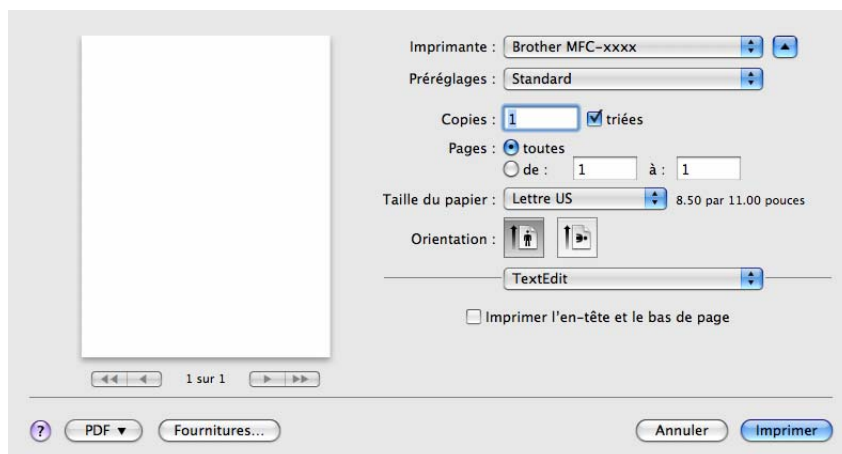 Imprimante : Brother MFC-xxxx
Préréglages : Standard
Copies : 1 triées
Pages : toutes
de : 1 à : 1
Taille du papier : Lettre US 8.50 par 11.00 pouces
Orientation :
TextEdit
Imprimer l'en-tête et le bas de page
1 sur 1
? PDF Fournitures... Annuler Imprimer